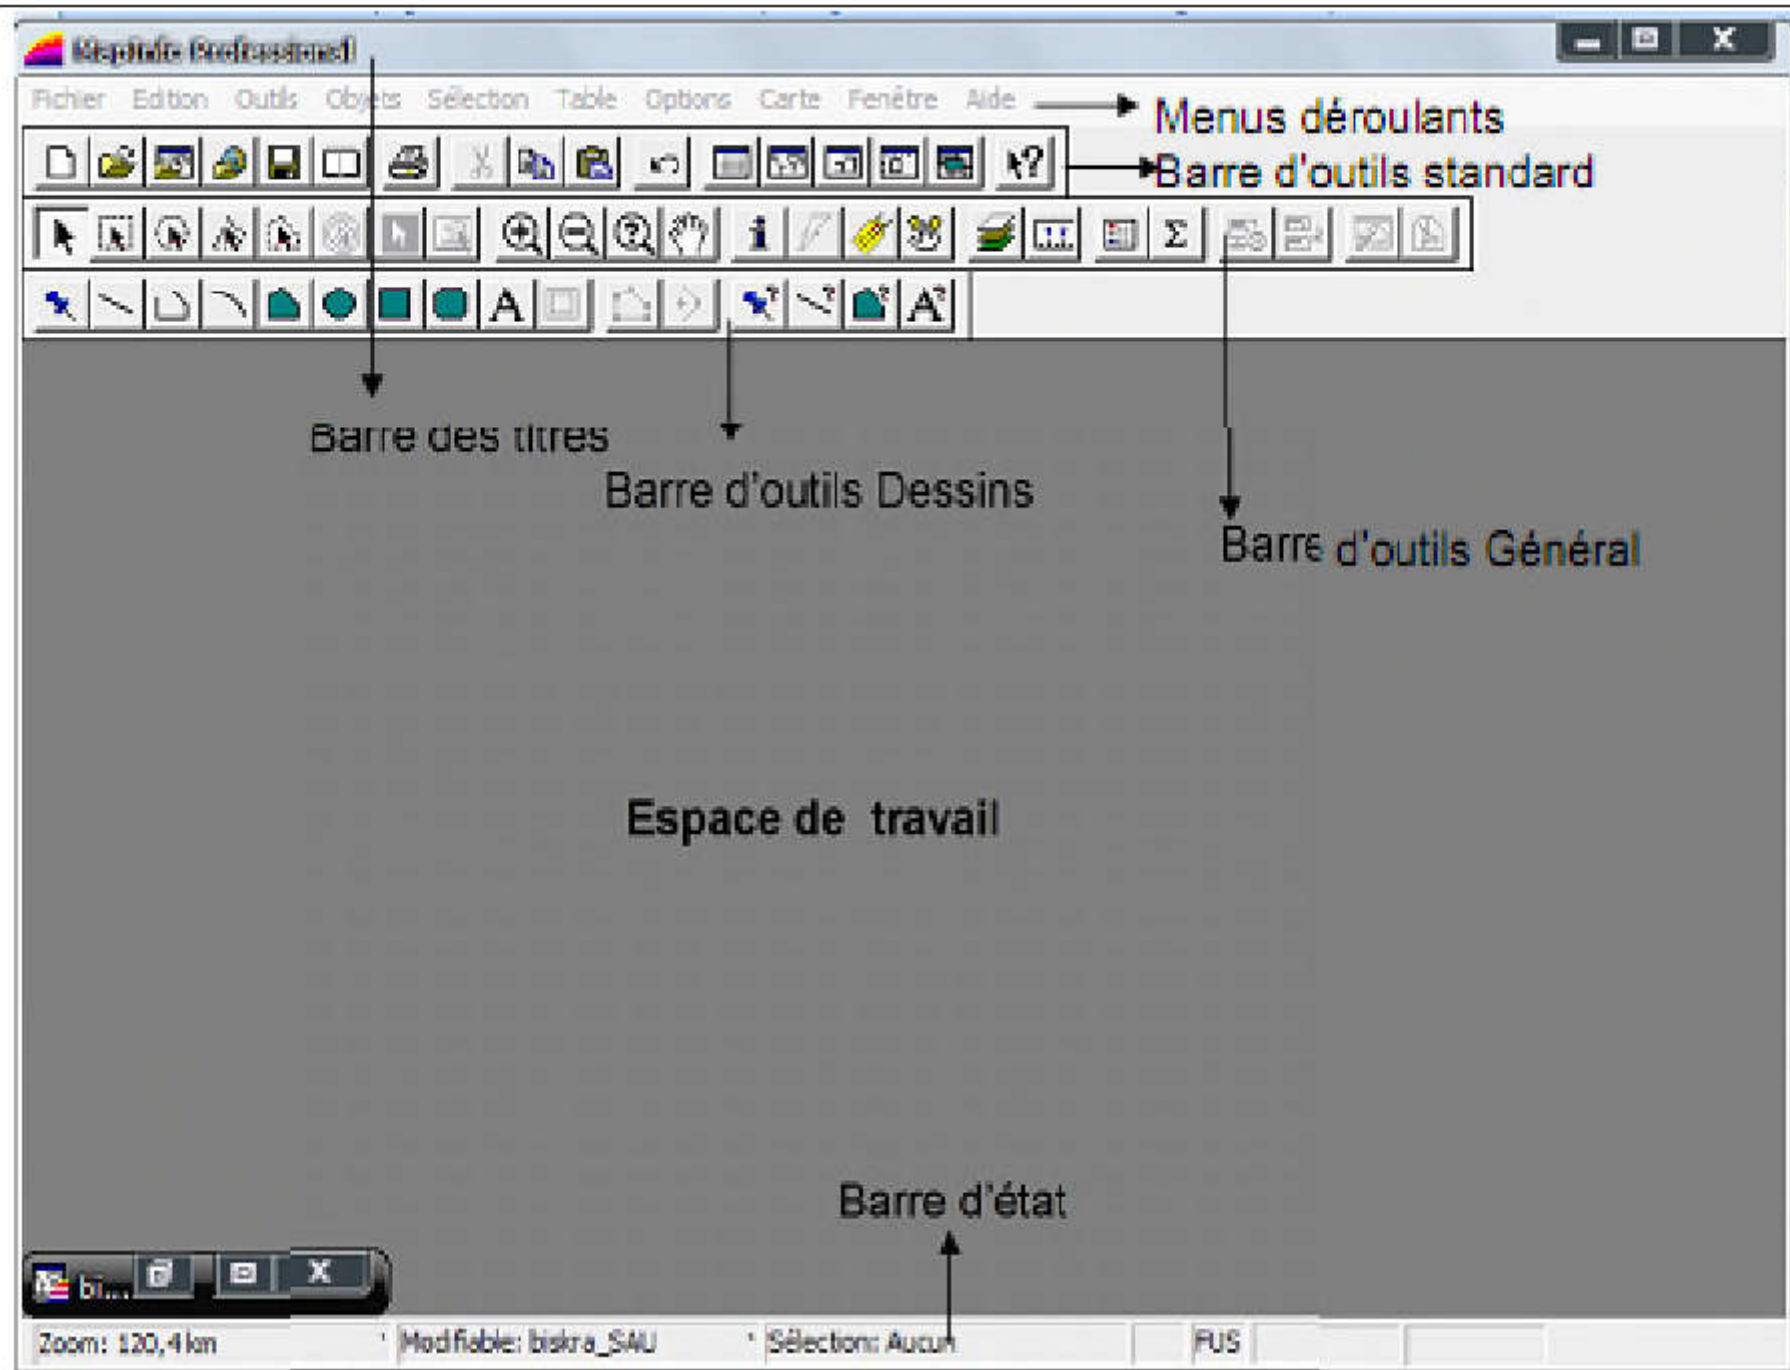 MapInfo Professional
Fichier Edition Outils Objets Sélection Table Options Carte Fenêtre Aide
Menus déroulants
Barre d'outils standard
Barre des titres
Barre d'outils Dessins
Barre d'outils Général
Espace de travail
Barre d'état
bi...
Zoom: 120,4 km Modifiable: biskra_SAU Sélection: Aucun FUS